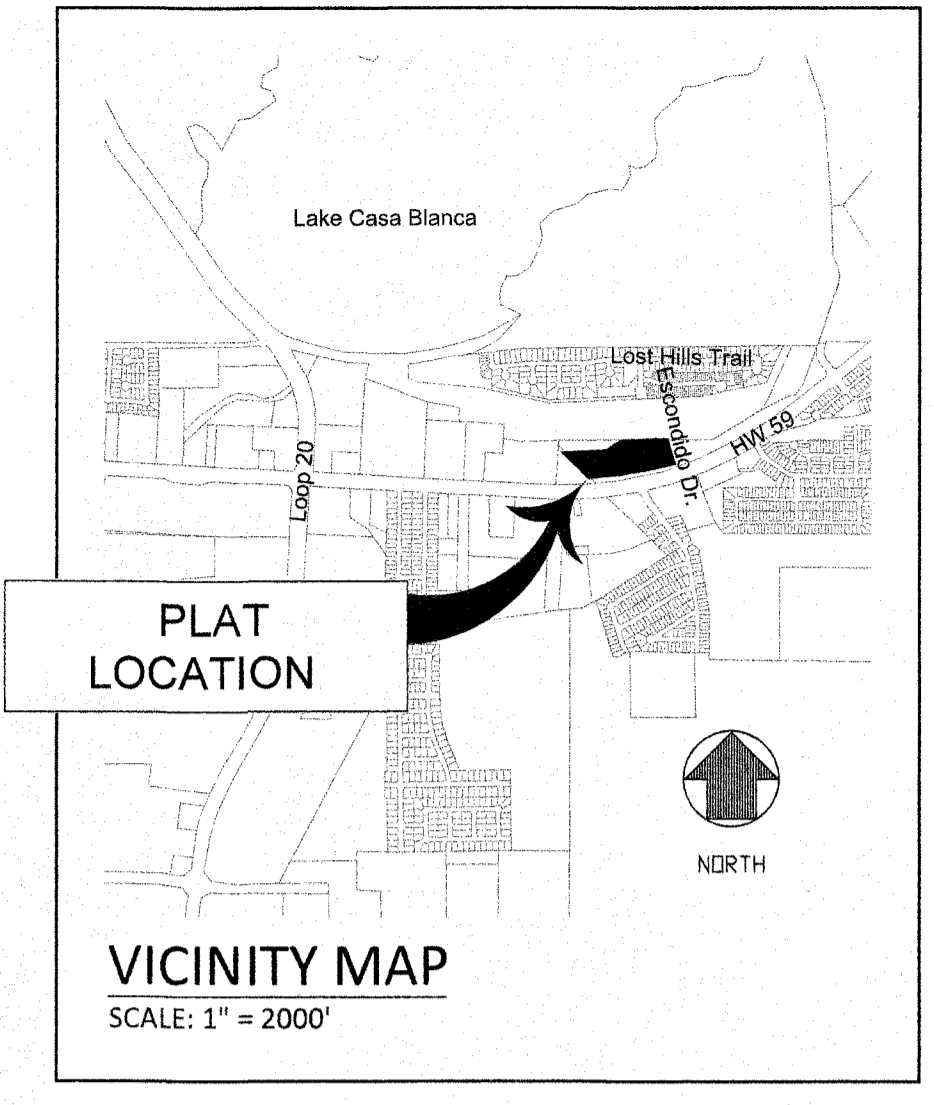 Lake Casa Blanca
Lost Hills Trail
Escondido Dr.
HW 59
Loop 20
PLAT
LOCATION
NORTH
VICINITY MAP
SCALE: 1" = 2000'